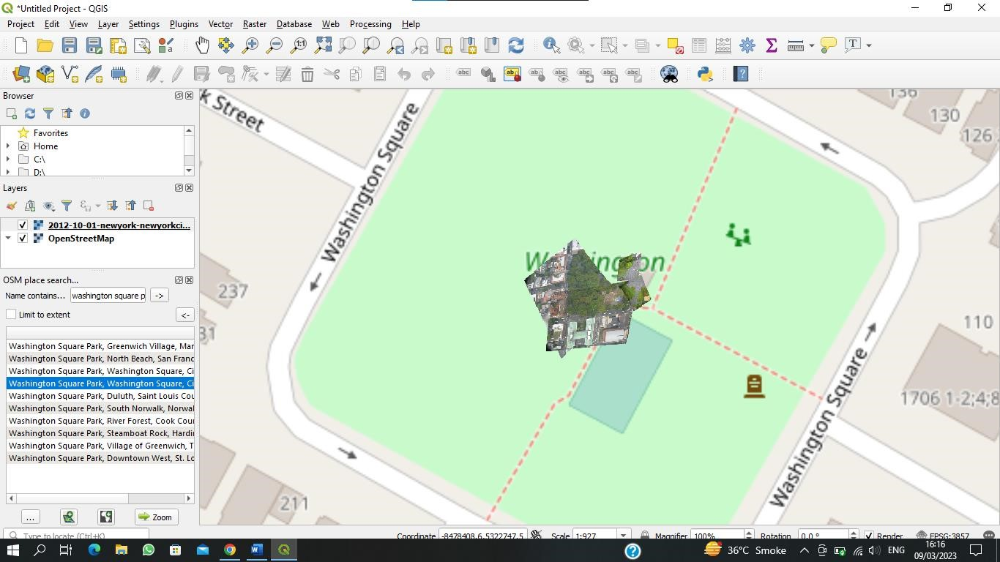 *Untitled Project - QGIS
Project Edit View Layer Settings Plugins Vector Raster Database Web Processing Help
Browser
Favorites
Home
C:\
D:\
Layers
2012-10-01-newyork-newyorkci...
OpenStreetMap
OSM place search...
Name contains... washington square p ->
Limit to extent <-
Washington Square Park, Greenwich Village, Mar
Washington Square Park, North Beach, San Franc
Washington Square Park, Washington Square, Ci
Washington Square Park, Washington Square, Ci
Washington Square Park, Duluth, Saint Louis Cou
Washington Square Park, South Norwalk, Norwal
Washington Square Park, River Forest, Cook Cour
Washington Square Park, Steamboat Rock, Hardi
Washington Square Park, Village of Greenwich, T
Washington Square Park, Downtown West, St. Lo
... Zoom
k Street
Washington Square
136
130
126
237
31
110
1706 1-2;4;8
Washington Square
211
Type to locate (Ctrl+K)
Coordinate -8478408.6,5322747.5 Scale 1:927 Magnifier 100% Rotation 0.0 ° Render EPSG:3857
36°C Smoke ENG 16:16
09/03/2023